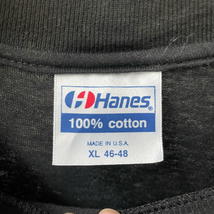 Hanes®
100% cotton
MADE IN U.S.A.
XL 46-48